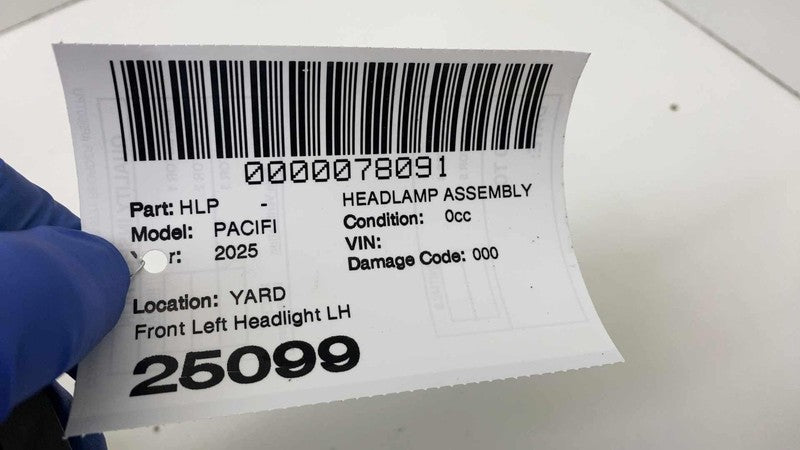 0000078091
Part: HLP - HEADLAMP ASSEMBLY
Model: PACIFI Condition: 0cc
r: 2025 VIN:
Damage Code: 000
Location: YARD
Front Left Headlight LH
25099